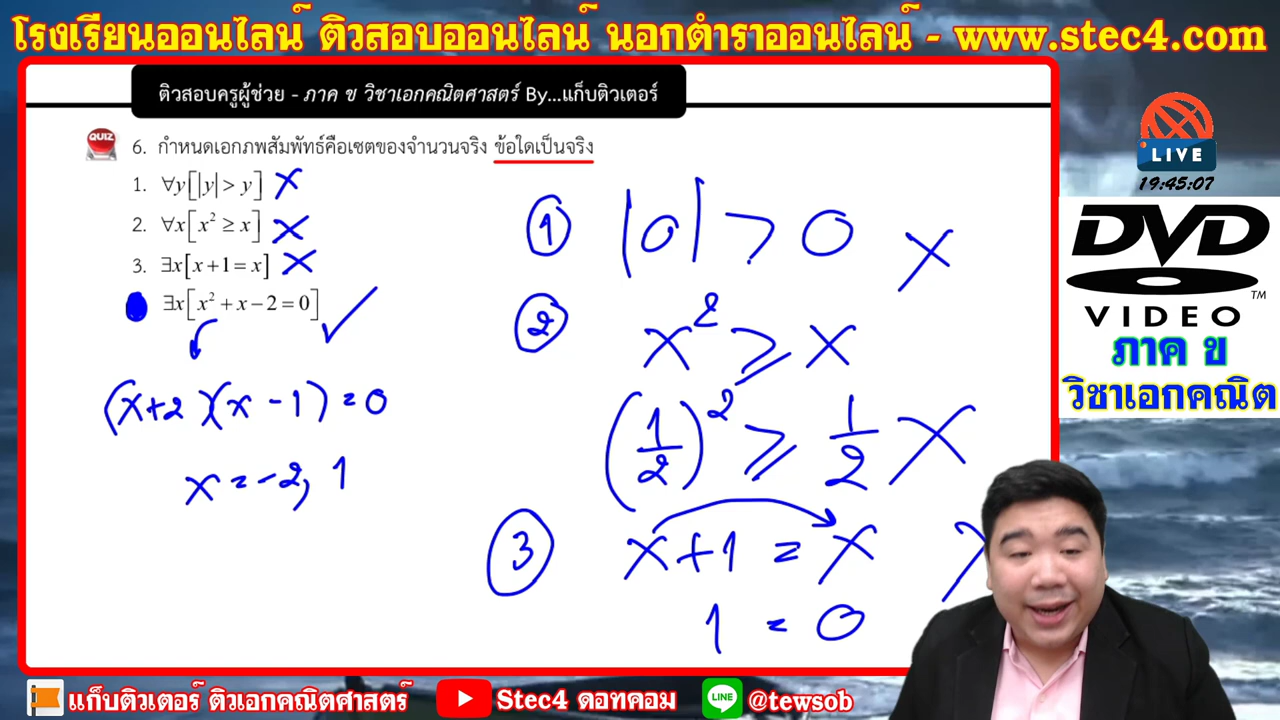 โรงเรียนออนไลน์ ติวสอบออนไลน์ นอกตำราออนไลน์ - www.stec4.com
ติวสอบครูผู้ช่วย - ภาค ข วิชาเอกคณิตศาสตร์ By...แก็บติวเตอร์
QUIZ
6. กำหนดเอกภพสัมพัทธ์คือเซตของจำนวนจริง ข้อใดเป็นจริง
1. ∀y[|y| > y] X
2. ∀x[x² ≥ x] X
3. ∃x[x+1 = x] X
∃x[x² + x − 2 = 0] ✓
(x+2)(x − 1) = 0
x = −2, 1
① |0| > 0 X
② x² ≥ x
(1/2)² ≥ 1/2 X
③ x+1 = x X
1 = 0
LIVE
19:45:07
DVD
VIDEO™
ภาค ข
วิชาเอกคณิต
แก็บติวเตอร์ ติวเอกคณิตศาสตร์
Stec4 ดอทคอม
LINE
@tewsob